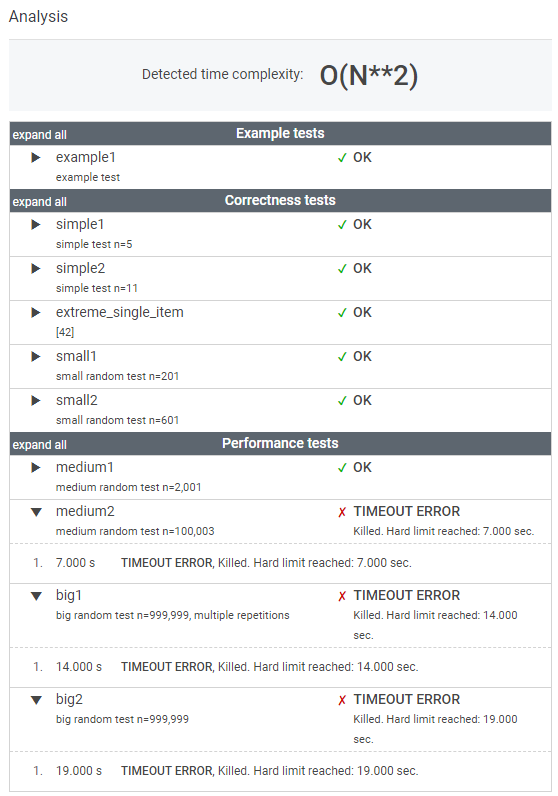 Analysis
Detected time complexity: O(N**2)
expand all Example tests
▶ example1 ✓ OK
example test
expand all Correctness tests
▶ simple1 ✓ OK
simple test n=5
▶ simple2 ✓ OK
simple test n=11
▶ extreme_single_item ✓ OK
[42]
▶ small1 ✓ OK
small random test n=201
▶ small2 ✓ OK
small random test n=601
expand all Performance tests
▶ medium1 ✓ OK
medium random test n=2,001
▼ medium2 ✗ TIMEOUT ERROR
medium random test n=100,003 Killed. Hard limit reached: 7.000 sec.
1. 7.000 s TIMEOUT ERROR, Killed. Hard limit reached: 7.000 sec.
▼ big1 ✗ TIMEOUT ERROR
big random test n=999,999, multiple repetitions Killed. Hard limit reached: 14.000
sec.
1. 14.000 s TIMEOUT ERROR, Killed. Hard limit reached: 14.000 sec.
▼ big2 ✗ TIMEOUT ERROR
big random test n=999,999 Killed. Hard limit reached: 19.000
sec.
1. 19.000 s TIMEOUT ERROR, Killed. Hard limit reached: 19.000 sec.